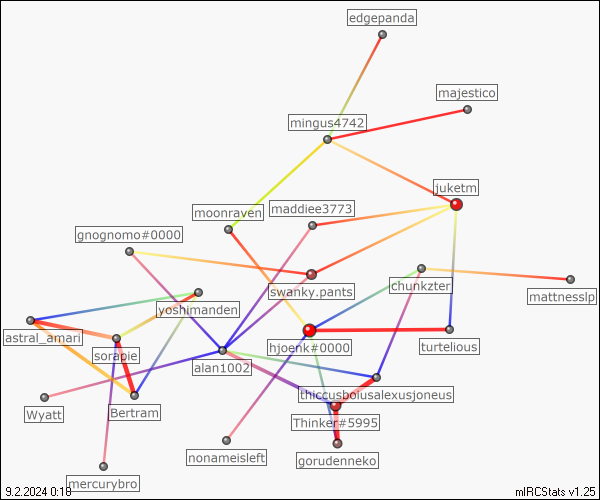 edgepanda
majestico
mingus4742
juketm
moonraven
maddiee3773
gnognomo#0000
swanky.pants
chunkzter
mattnesslp
yoshimanden
astral_amari
hjoenk#0000
turtelious
sorapie
alan1002
thiccusboiusalexusjoneus
Wyatt
Bertram
Thinker#5995
nonameisleft
gorudenneko
mercurybro
9.2.2024 0:18
mIRCStats v1.25